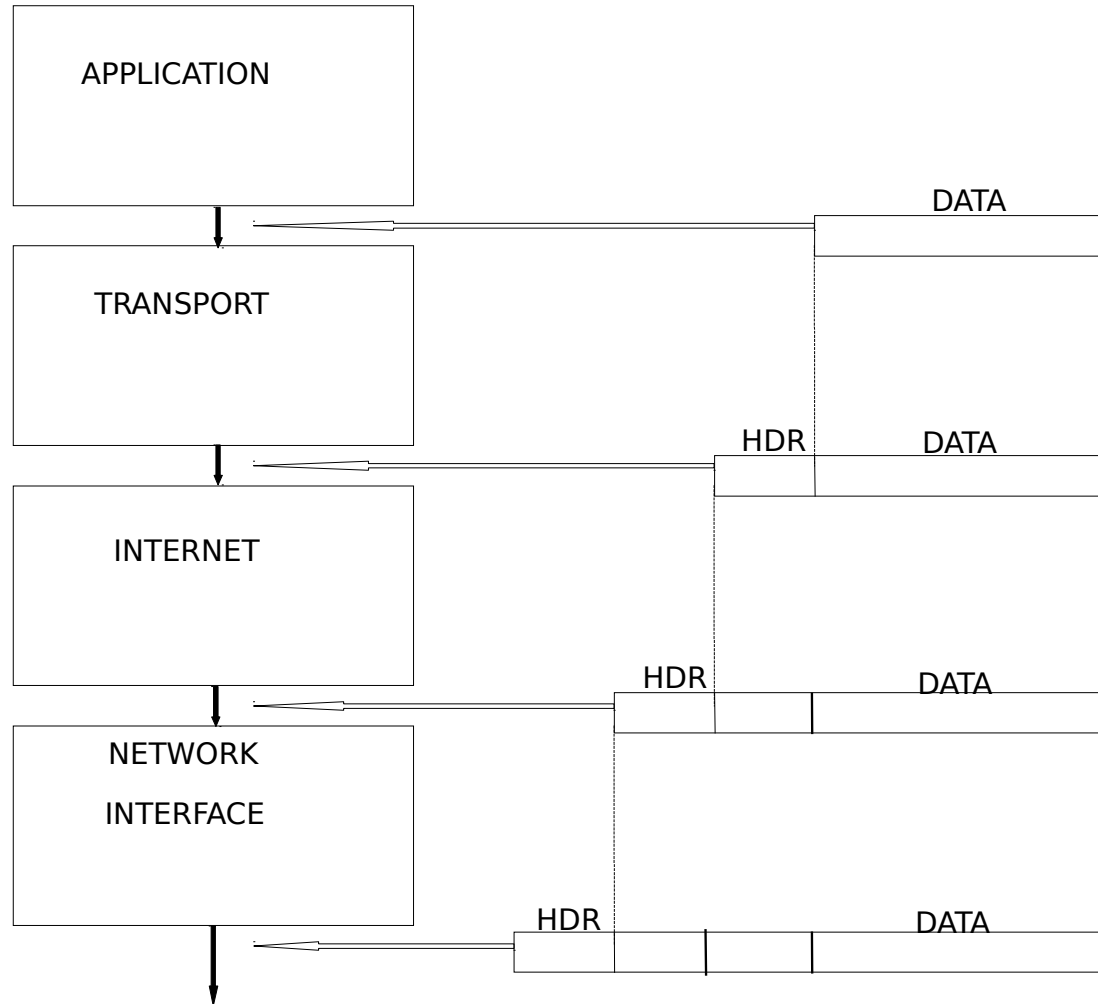 APPLICATION
DATA
TRANSPORT
HDR DATA
INTERNET
HDR DATA
NETWORK
INTERFACE
HDR DATA